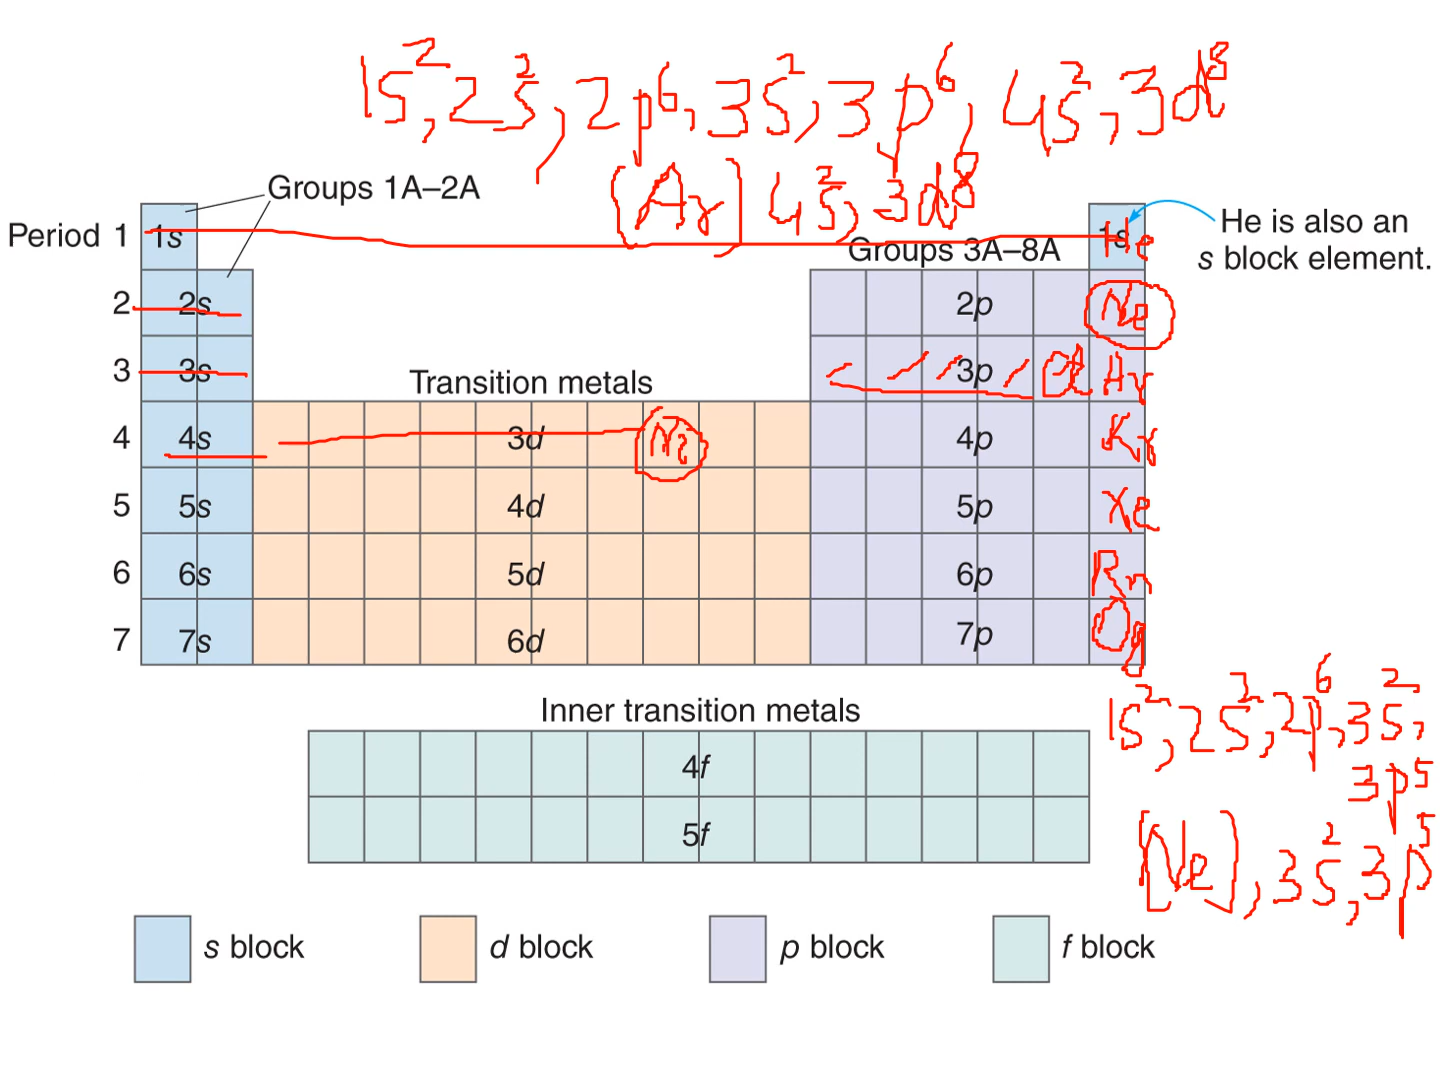 1s², 2s², 2p⁶, 3s², 3p⁶, 4s², 3d⁸
[Ar] 4s², 3d⁸
Groups 1A–2A
Period 1 1s 1s He
He is also an
s block element.
Groups 3A–8A
2 2s 2p Ne
3 3s 3p Cl Ar
Transition metals
4 4s 3d Ni 4p Kr
5 5s 4d 5p Xe
6 6s 5d 6p Rn
7 7s 6d 7p Og
Inner transition metals
4f
5f
1s², 2s², 2p⁶, 3s²,
3p⁵
[Ne], 3s², 3p⁵
s block d block p block f block